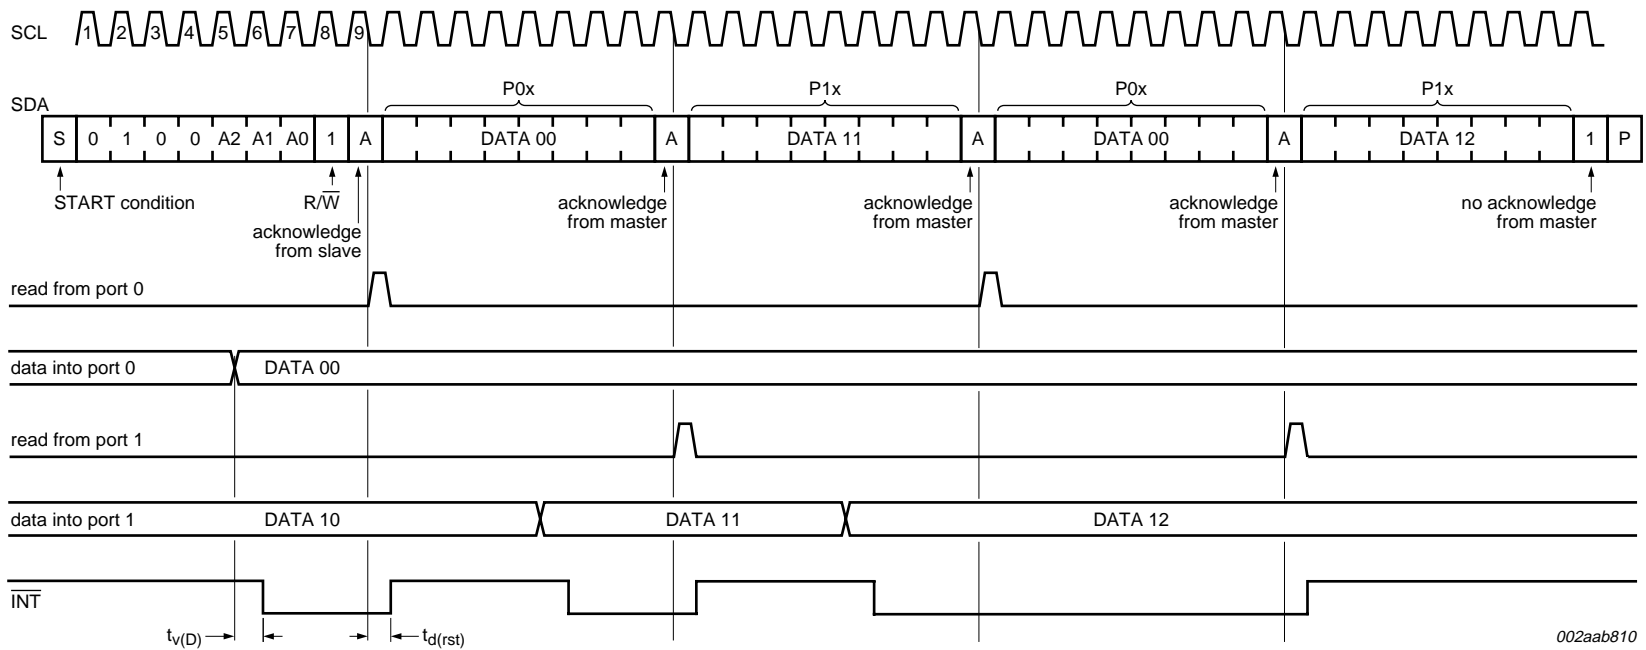 SCL 1 2 3 4 5 6 7 8 9
P0x P1x P0x P1x
SDA
S 0 1 0 0 A2 A1 A0 1 A DATA 00 A DATA 11 A DATA 00 A DATA 12 1 P
START condition R/W acknowledge acknowledge acknowledge no acknowledge
from master from master from master from master
acknowledge
from slave
read from port 0
data into port 0 DATA 00
read from port 1
data into port 1 DATA 10 DATA 11 DATA 12
INT
tv(D) td(rst)
002aab810